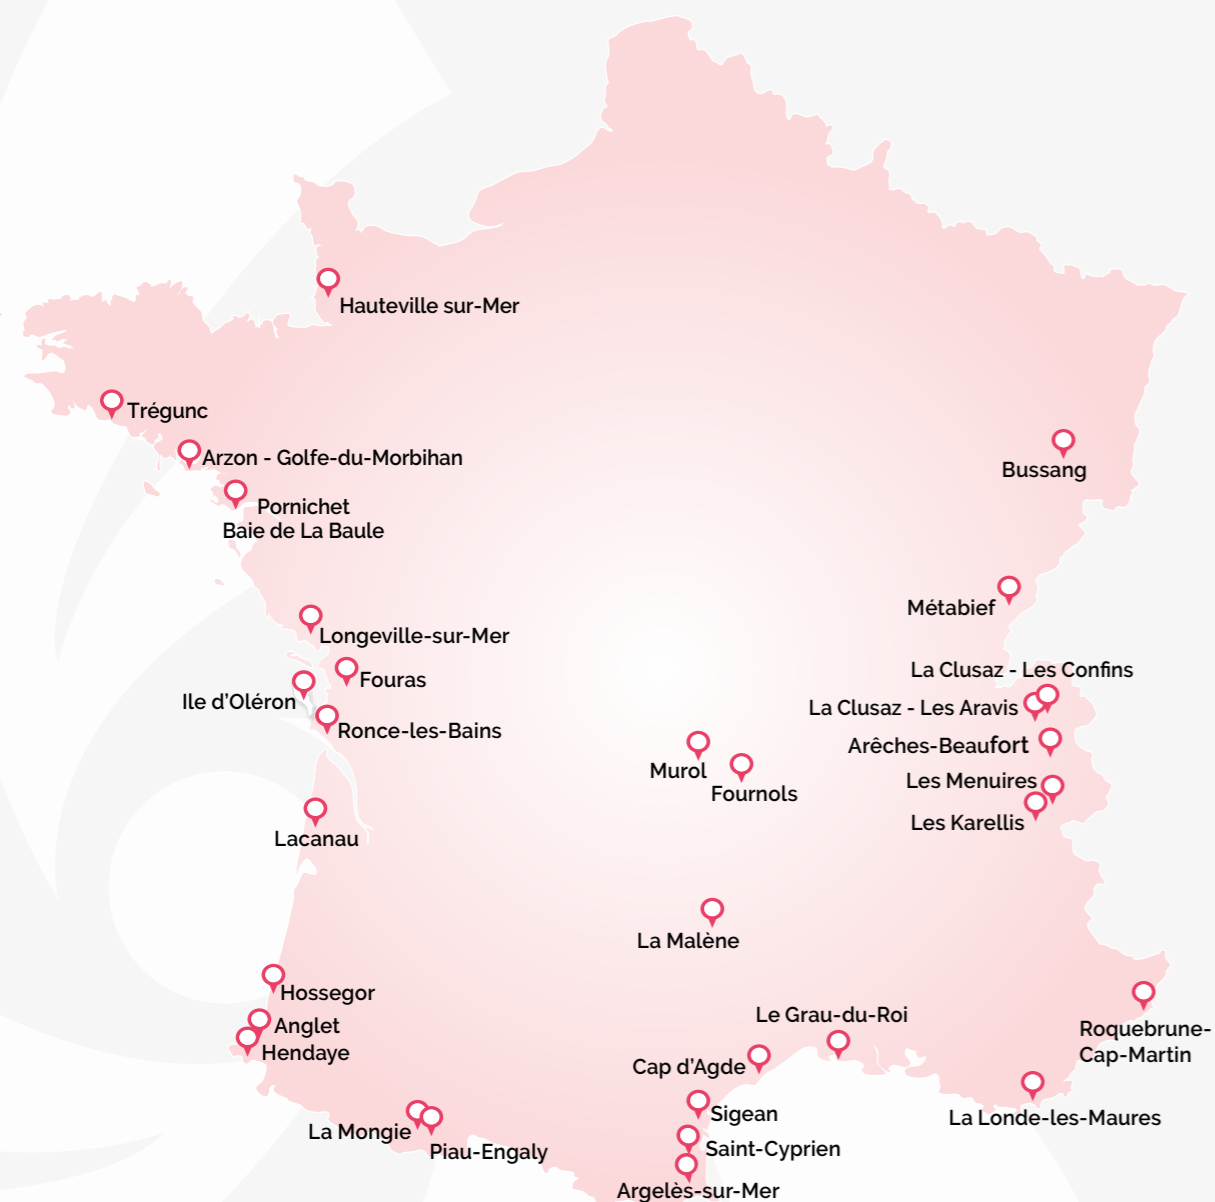 Hauteville sur-Mer
Trégunc
Arzon - Golfe-du-Morbihan
Bussang
Pornichet
Baie de La Baule
Métabief
Longeville-sur-Mer
La Clusaz - Les Confins
Fouras
Ile d'Oléron
La Clusaz - Les Aravis
Ronce-les-Bains
Arêches-Beaufort
Murol
Les Menuires
Fournols
Les Karellis
Lacanau
La Malène
Hossegor
Le Grau-du-Roi
Anglet
Roquebrune-
Cap-Martin
Hendaye
Cap d'Agde
Sigean
La Londe-les-Maures
La Mongie
Saint-Cyprien
Piau-Engaly
Argelès-sur-Mer